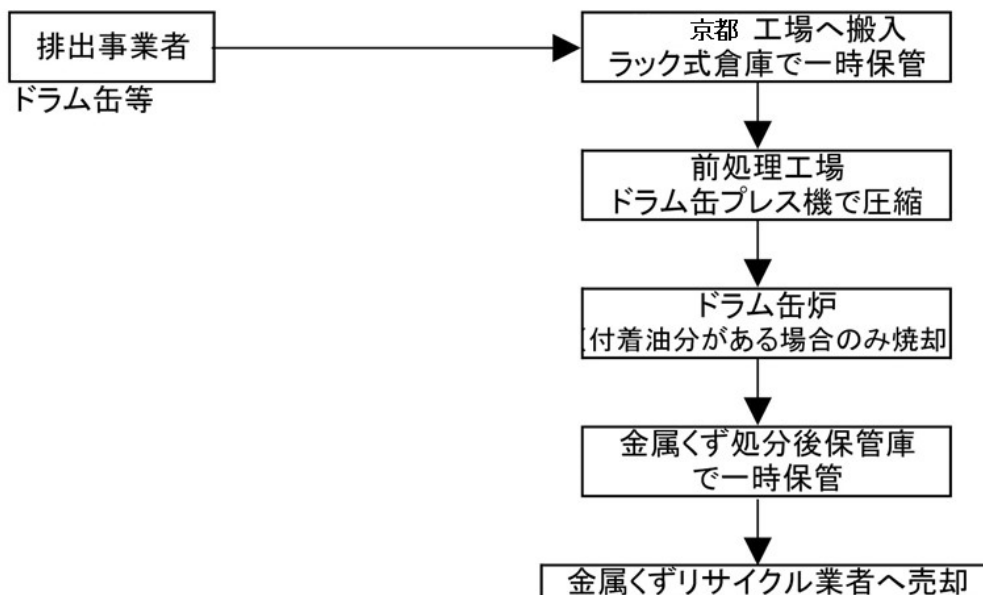 排出事業者
ドラム缶等
京都 工場へ搬入
ラック式倉庫で一時保管
前処理工場
ドラム缶プレス機で圧縮
ドラム缶炉
(付着油分がある場合のみ焼却
金属くず処分後保管庫
で一時保管
金属くずリサイクル業者へ売却